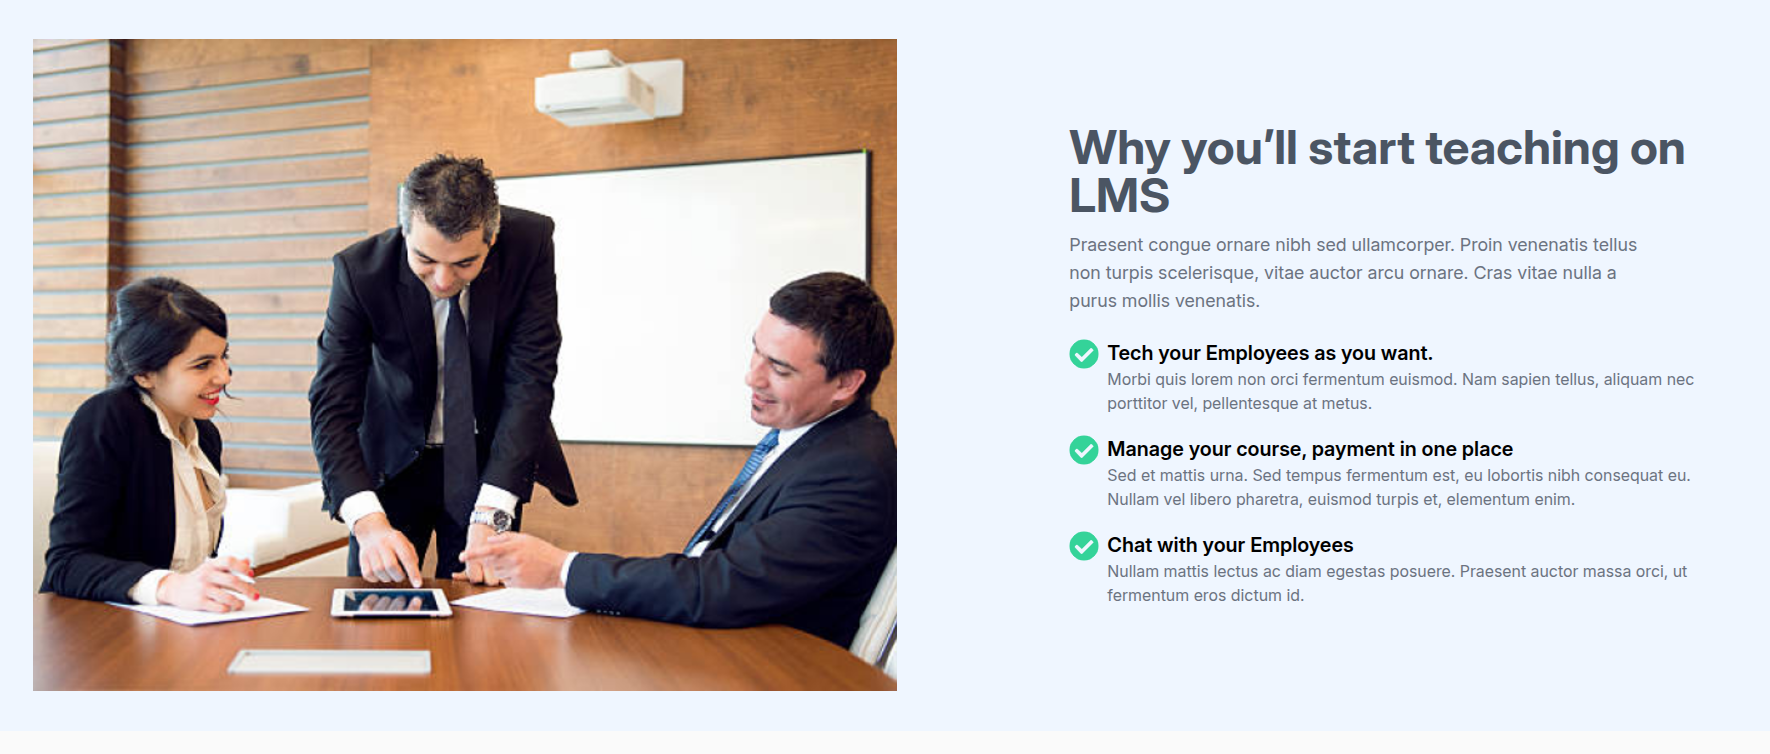 Why you’ll start teaching on
LMS
Praesent congue ornare nibh sed ullamcorper. Proin venenatis tellus
non turpis scelerisque, vitae auctor arcu ornare. Cras vitae nulla a
purus mollis venenatis.
Tech your Employees as you want.
Morbi quis lorem non orci fermentum euismod. Nam sapien tellus, aliquam nec
porttitor vel, pellentesque at metus.
Manage your course, payment in one place
Sed et mattis urna. Sed tempus fermentum est, eu lobortis nibh consequat eu.
Nullam vel libero pharetra, euismod turpis et, elementum enim.
Chat with your Employees
Nullam mattis lectus ac diam egestas posuere. Praesent auctor massa orci, ut
fermentum eros dictum id.